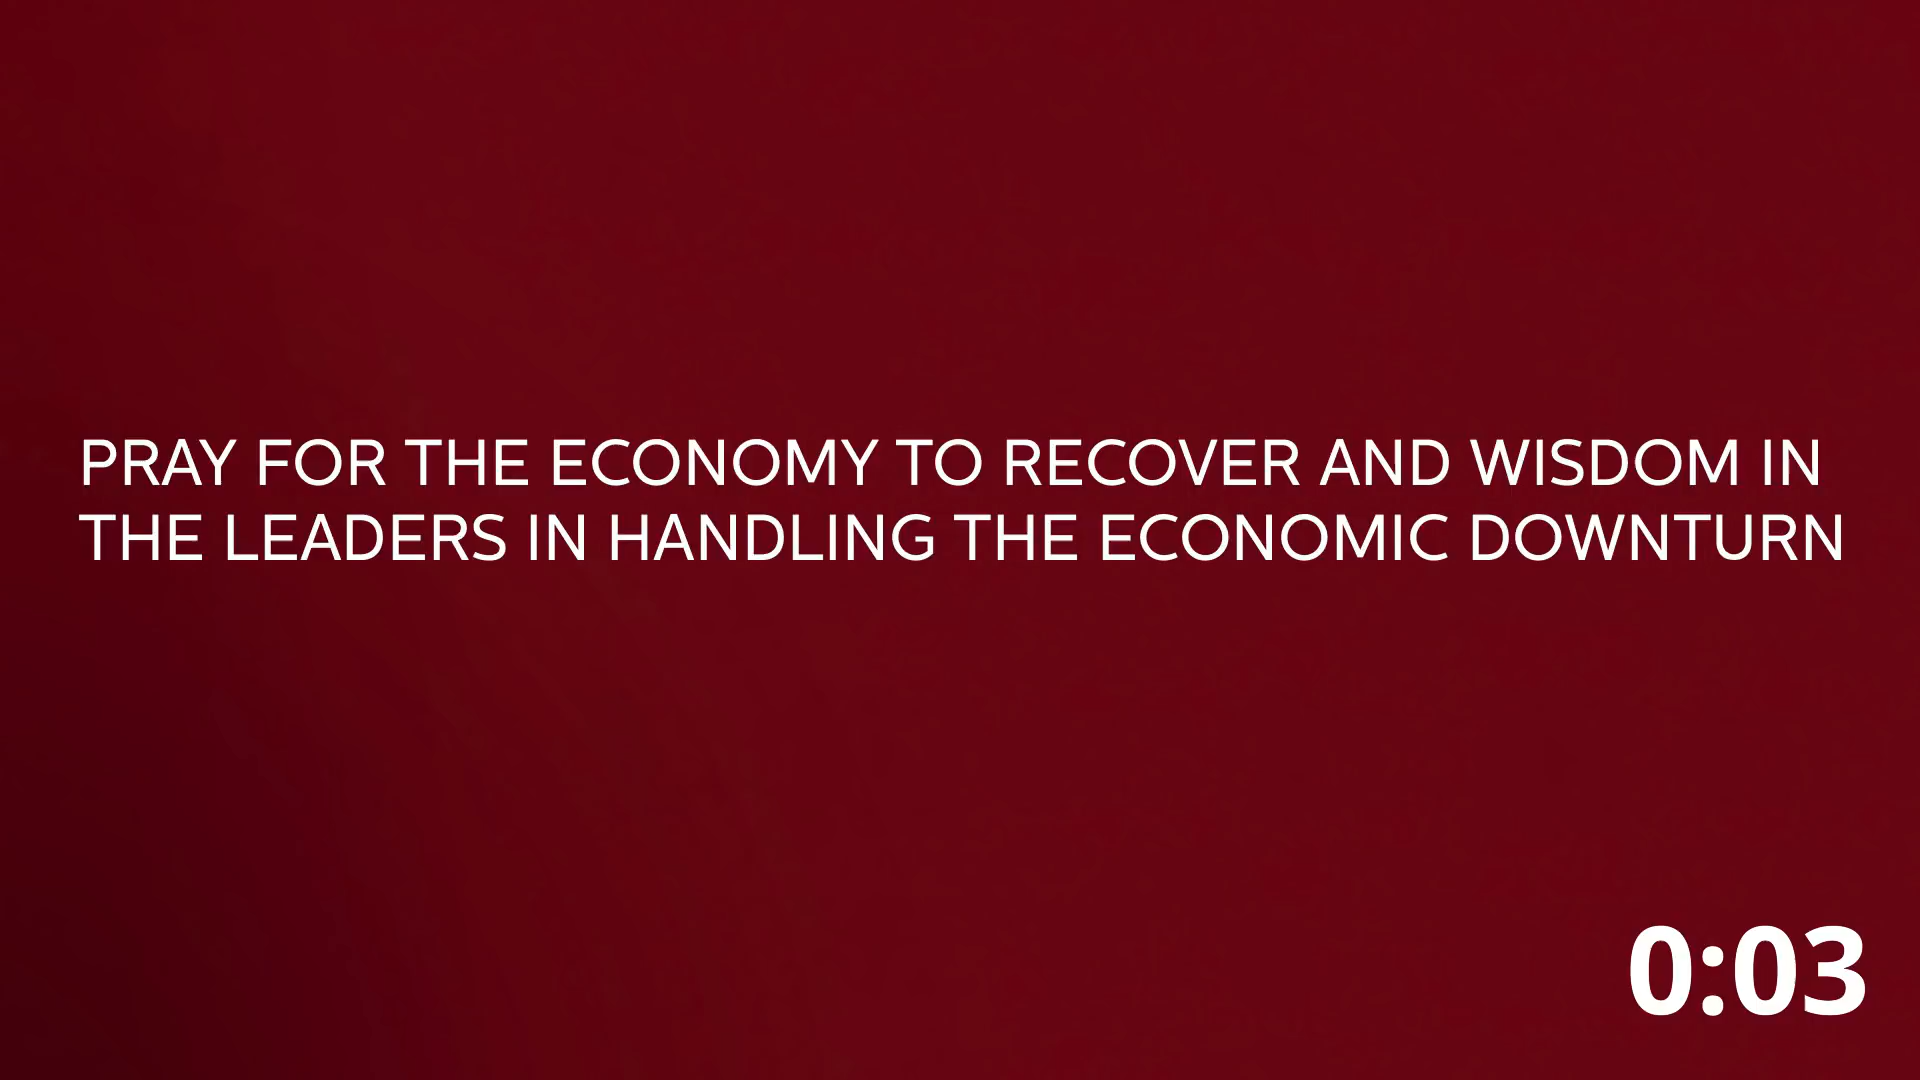 PRAY FOR THE ECONOMY TO RECOVER AND WISDOM IN
THE LEADERS IN HANDLING THE ECONOMIC DOWNTURN
0:03